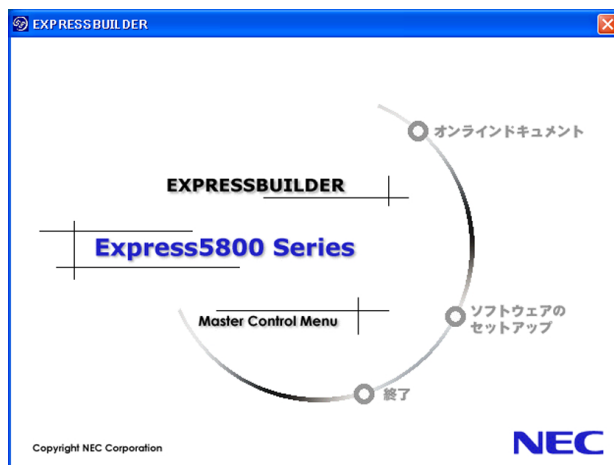 EXPRESSBUILDER
オンラインドキュメント
EXPRESSBUILDER
Express5800 Series
ソフトウェアの
セットアップ
Master Control Menu
終了
Copyright NEC Corporation
NEC